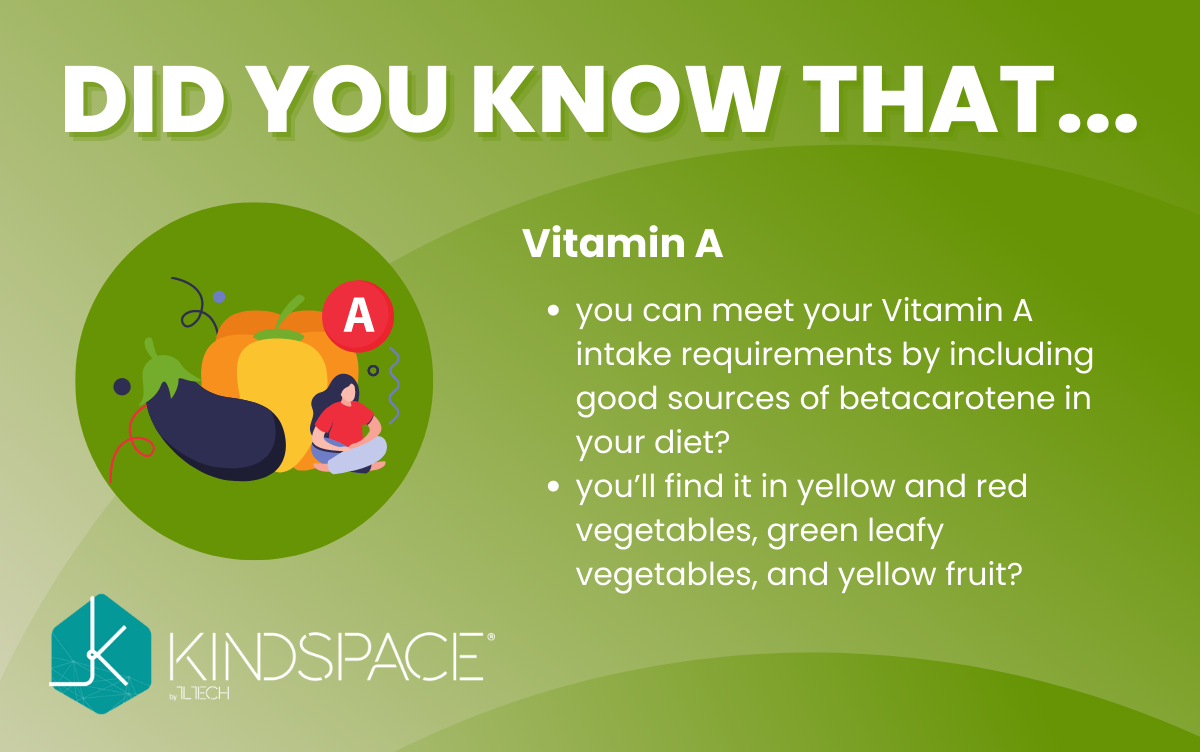 DID YOU KNOW THAT...
A
Vitamin A
• you can meet your Vitamin A
intake requirements by including
good sources of betacarotene in
your diet?
• you’ll find it in yellow and red
vegetables, green leafy
vegetables, and yellow fruit?
KINDSPACE®
by TLTECH